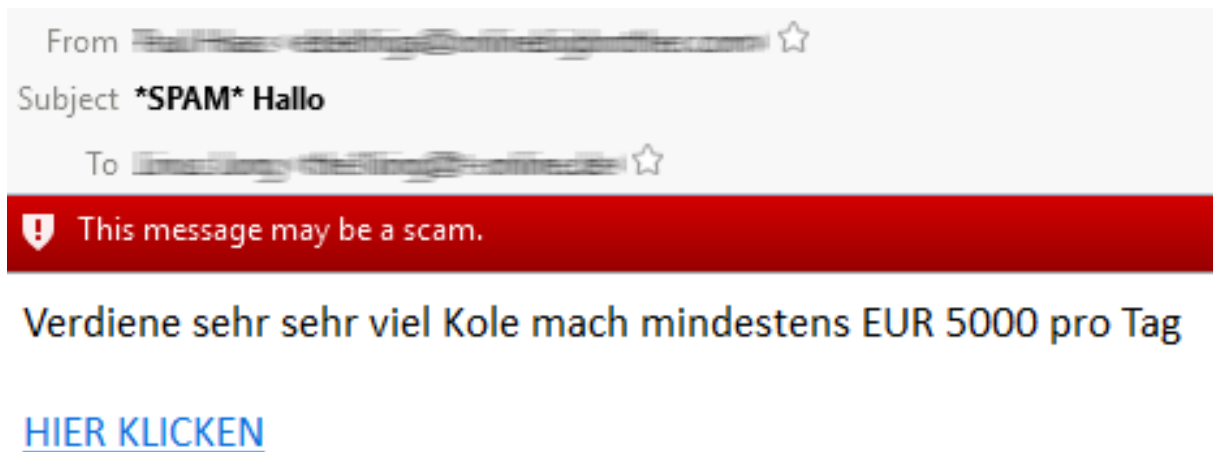 From
Subject *SPAM* Hallo
To
This message may be a scam.
Verdiene sehr sehr viel Kole mach mindestens EUR 5000 pro Tag
HIER KLICKEN